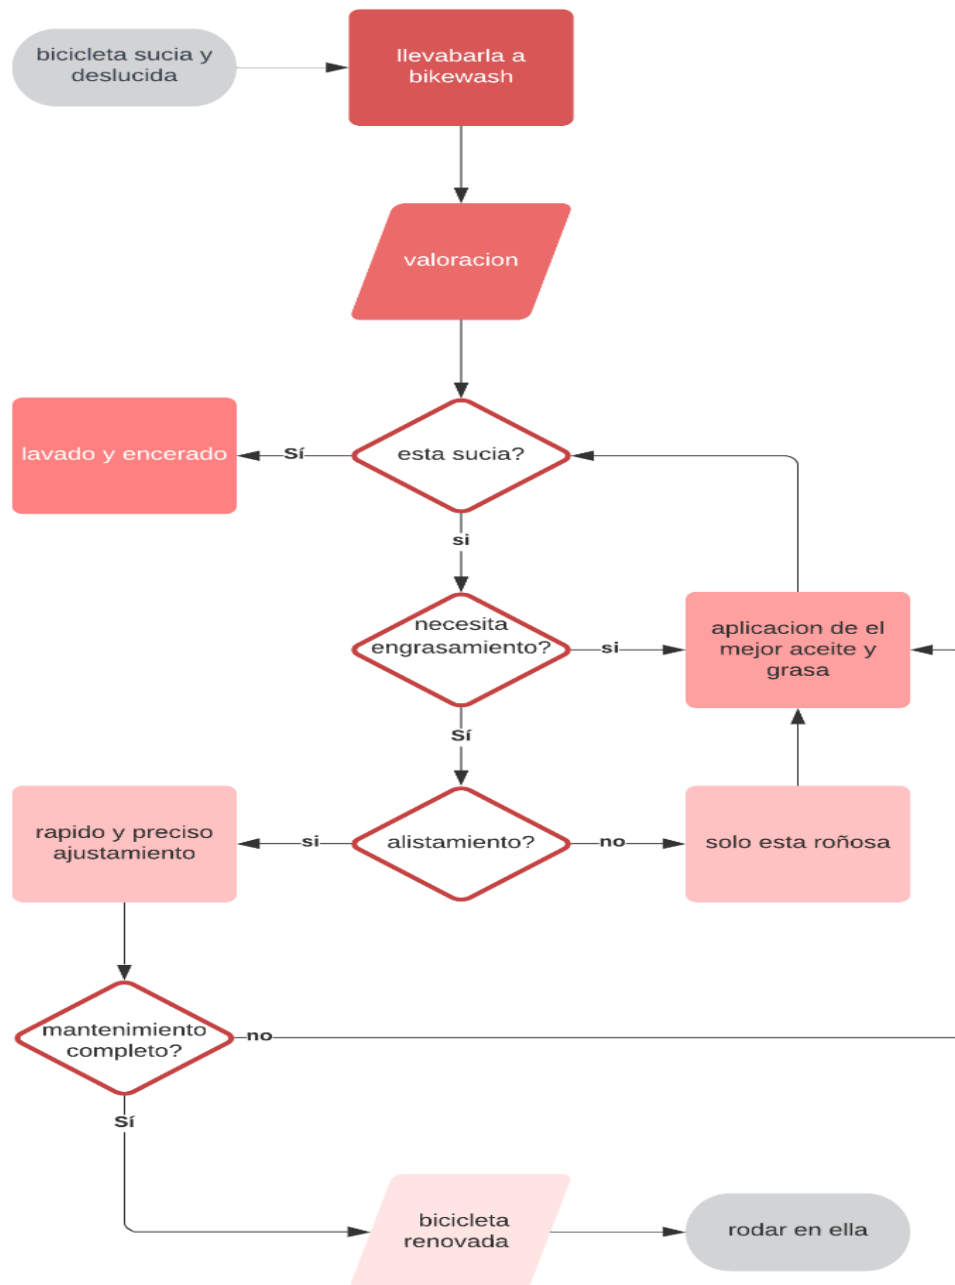 bicicleta sucia y
deslucida
llevabarla a
bikewash
valoracion
lavado y encerado
Sí
esta sucia?
si
necesita
engrasamiento?
si
aplicacion de el
mejor aceite y
grasa
Sí
rapido y preciso
ajustamiento
si
alistamiento?
no
solo esta roñosa
mantenimiento
completo?
no
Sí
bicicleta
renovada
rodar en ella